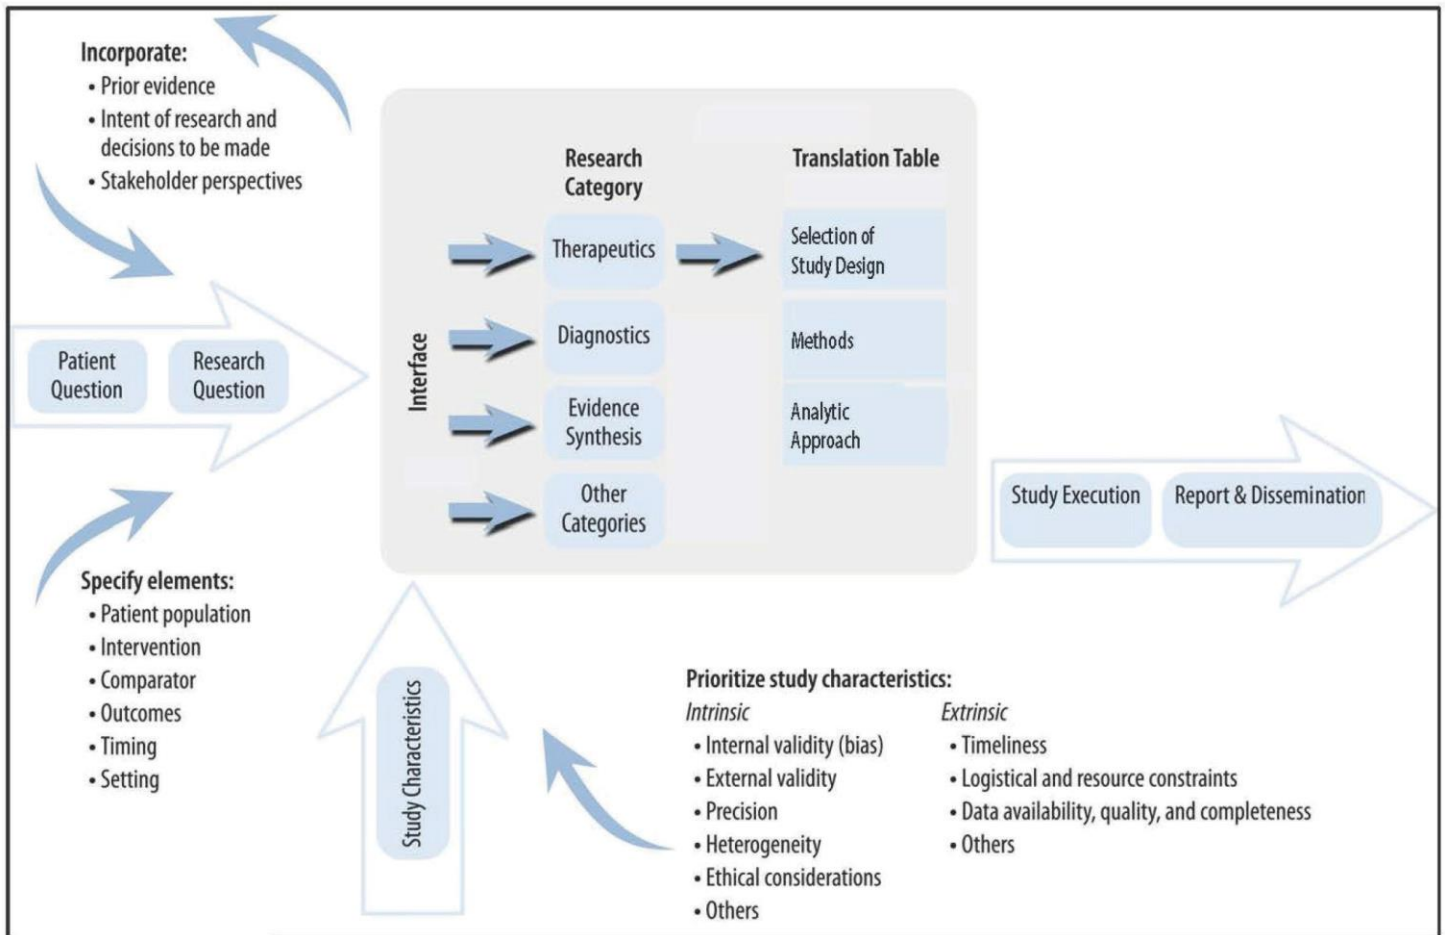 Incorporate:
• Prior evidence
• Intent of research and
decisions to be made
• Stakeholder perspectives
Patient
Question
Research
Question
Specify elements:
• Patient population
• Intervention
• Comparator
• Outcomes
• Timing
• Setting
Interface
Research
Category
Therapeutics
Diagnostics
Evidence
Synthesis
Other
Categories
Translation Table
Selection of
Study Design
Methods
Analytic
Approach
Study Execution
Report & Dissemination
Study Characteristics
Prioritize study characteristics:
Intrinsic
• Internal validity (bias)
• External validity
• Precision
• Heterogeneity
• Ethical considerations
• Others
Extrinsic
• Timeliness
• Logistical and resource constraints
• Data availability, quality, and completeness
• Others